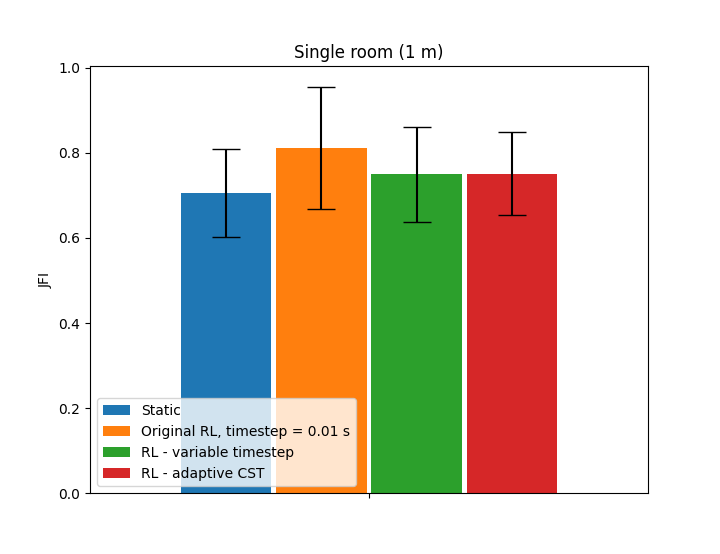 Single room (1 m)
1.0
0.8
0.6
0.4
0.2
0.0
JFI
Static
Original RL, timestep = 0.01 s
RL - variable timestep
RL - adaptive CST